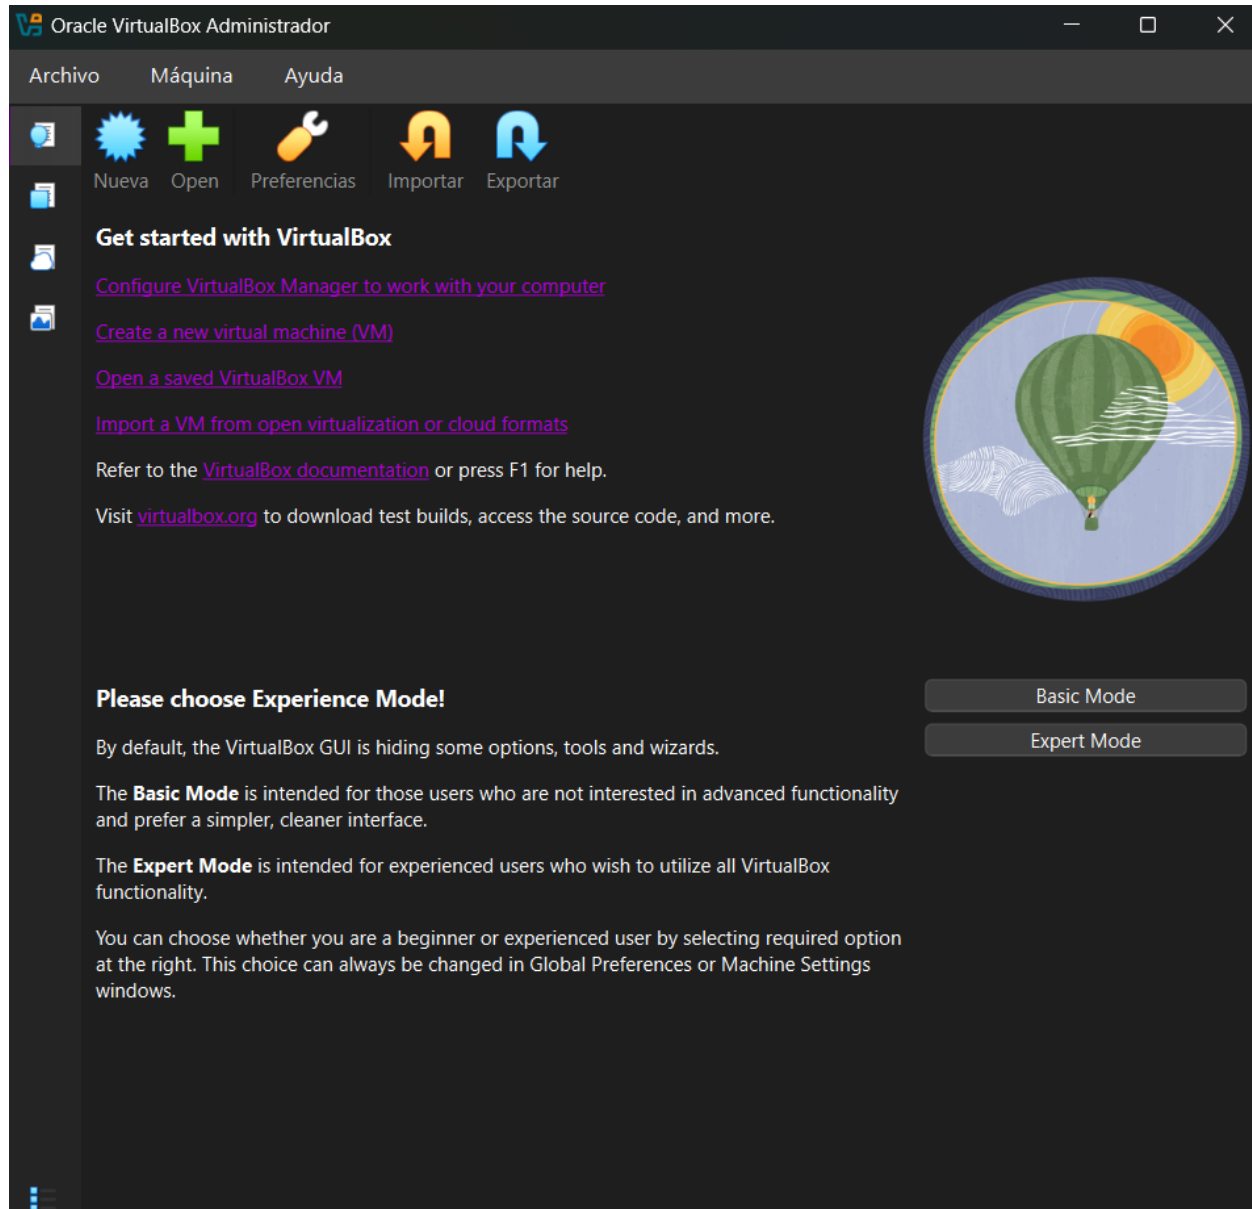 Oracle VirtualBox Administrador
Archivo Máquina Ayuda
Nueva Open Preferencias Importar Exportar
Get started with VirtualBox
Configure VirtualBox Manager to work with your computer
Create a new virtual machine (VM)
Open a saved VirtualBox VM
Import a VM from open virtualization or cloud formats
Refer to the VirtualBox documentation or press F1 for help.
Visit virtualbox.org to download test builds, access the source code, and more.
Please choose Experience Mode!
By default, the VirtualBox GUI is hiding some options, tools and wizards.
The Basic Mode is intended for those users who are not interested in advanced functionality
and prefer a simpler, cleaner interface.
The Expert Mode is intended for experienced users who wish to utilize all VirtualBox
functionality.
You can choose whether you are a beginner or experienced user by selecting required option
at the right. This choice can always be changed in Global Preferences or Machine Settings
windows.
Basic Mode
Expert Mode